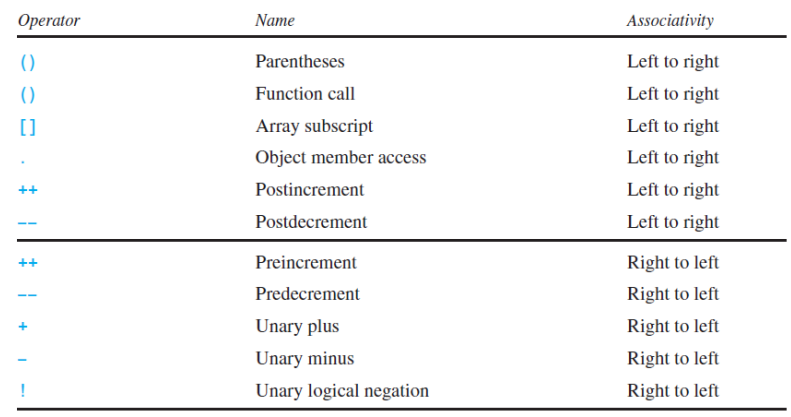 Operator Name Associativity
() Parentheses Left to right
() Function call Left to right
[] Array subscript Left to right
. Object member access Left to right
++ Postincrement Left to right
-- Postdecrement Left to right
++ Preincrement Right to left
-- Predecrement Right to left
+ Unary plus Right to left
- Unary minus Right to left
! Unary logical negation Right to left